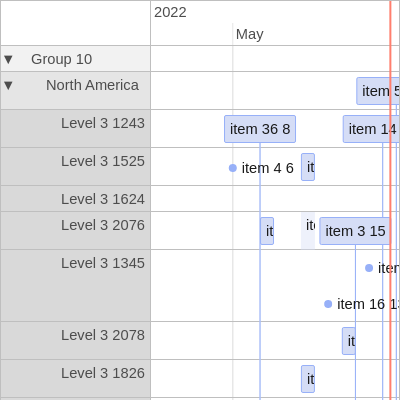 2022
May
▼ Group 10
▼ North America
item 5
Level 3 1243
item 36 8
item 14
Level 3 1525
item 4 6
it
Level 3 1624
Level 3 2076
it
it
item 3 15
Level 3 1345
item 16 1
Level 3 2078
it
Level 3 1826
it